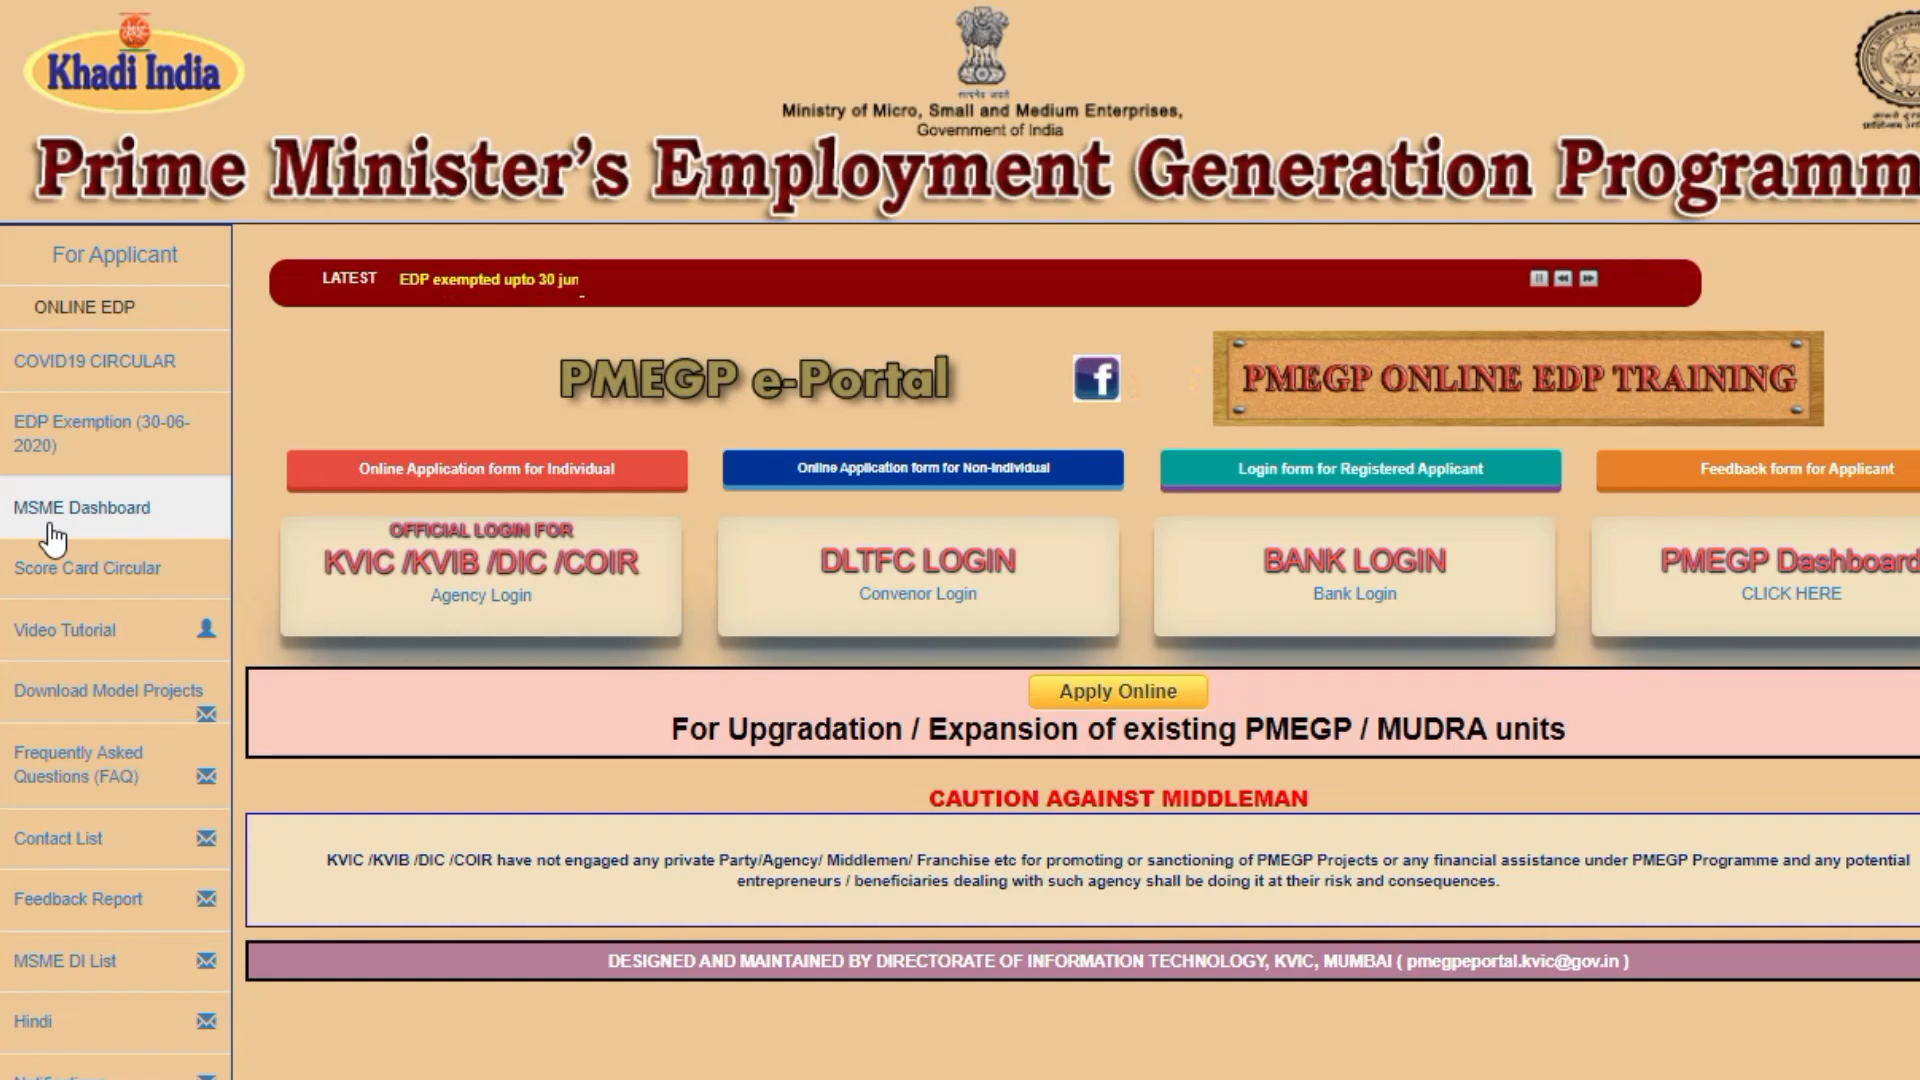 Khadi India
Ministry of Micro, Small and Medium Enterprises,
Government of India
Prime Minister's Employment Generation Programm
For Applicant
ONLINE EDP
COVID19 CIRCULAR
EDP Exemption (30-06-
2020)
MSME Dashboard
Score Card Circular
Video Tutorial
Download Model Projects
Frequently Asked
Questions (FAQ)
Contact List
Feedback Report
MSME DI List
Hindi
LATEST EDP exempted upto 30 jun
PMEGP e-Portal
PMEGP ONLINE EDP TRAINING
Online Application form for Individual
Online Application form for Non-Individual
Login form for Registered Applicant
Feedback form for Applicant
OFFICIAL LOGIN FOR
KVIC /KVIB /DIC /COIR
Agency Login
DLTFC LOGIN
Convenor Login
BANK LOGIN
Bank Login
PMEGP Dashboard
CLICK HERE
Apply Online
For Upgradation / Expansion of existing PMEGP / MUDRA units
CAUTION AGAINST MIDDLEMAN
KVIC /KVIB /DIC /COIR have not engaged any private Party/Agency/ Middlemen/ Franchise etc for promoting or sanctioning of PMEGP Projects or any financial assistance under PMEGP Programme and any potential
entrepreneurs / beneficiaries dealing with such agency shall be doing it at their risk and consequences.
DESIGNED AND MAINTAINED BY DIRECTORATE OF INFORMATION TECHNOLOGY, KVIC, MUMBAI ( pmegpeportal.kvic@gov.in )